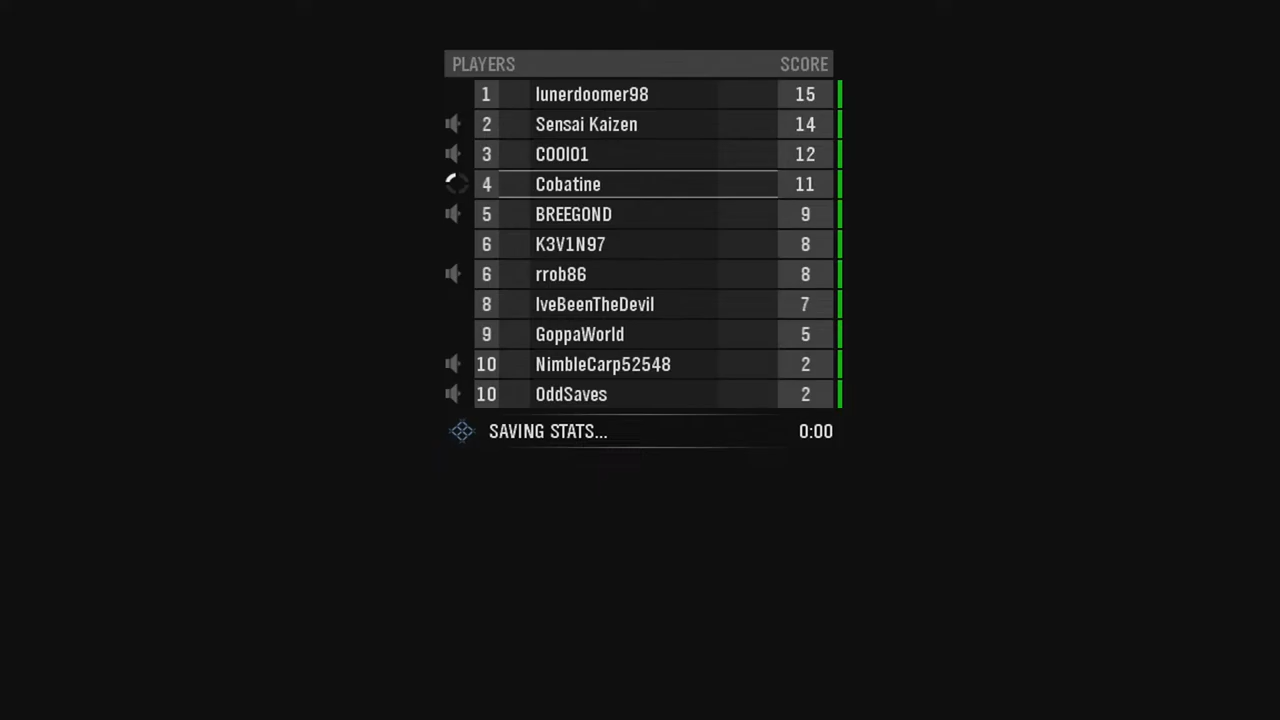 PLAYERS SCORE
1 lunerdoomer98 15
2 Sensai Kaizen 14
3 COOlO1 12
4 Cobatine 11
5 BREEGOND 9
6 K3V1N97 8
6 rrob86 8
8 IveBeenTheDevil 7
9 GoppaWorld 5
10 NimbleCarp52548 2
10 OddSaves 2
SAVING STATS... 0:00